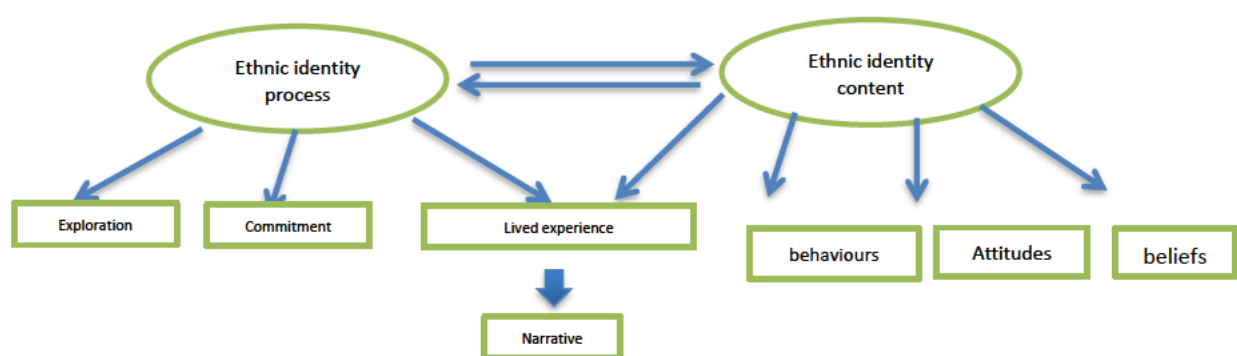 Ethnic identity
process
Ethnic identity
content
Exploration
Commitment
Lived experience
behaviours
Attitudes
beliefs
Narrative